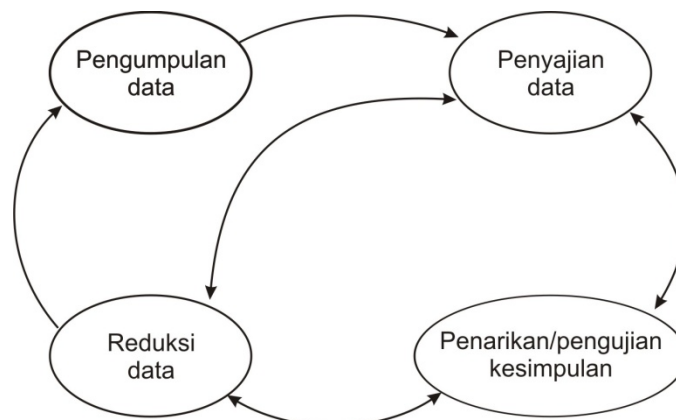 Pengumpulan
data
Penyajian
data
Reduksi
data
Penarikan/pengujian
kesimpulan